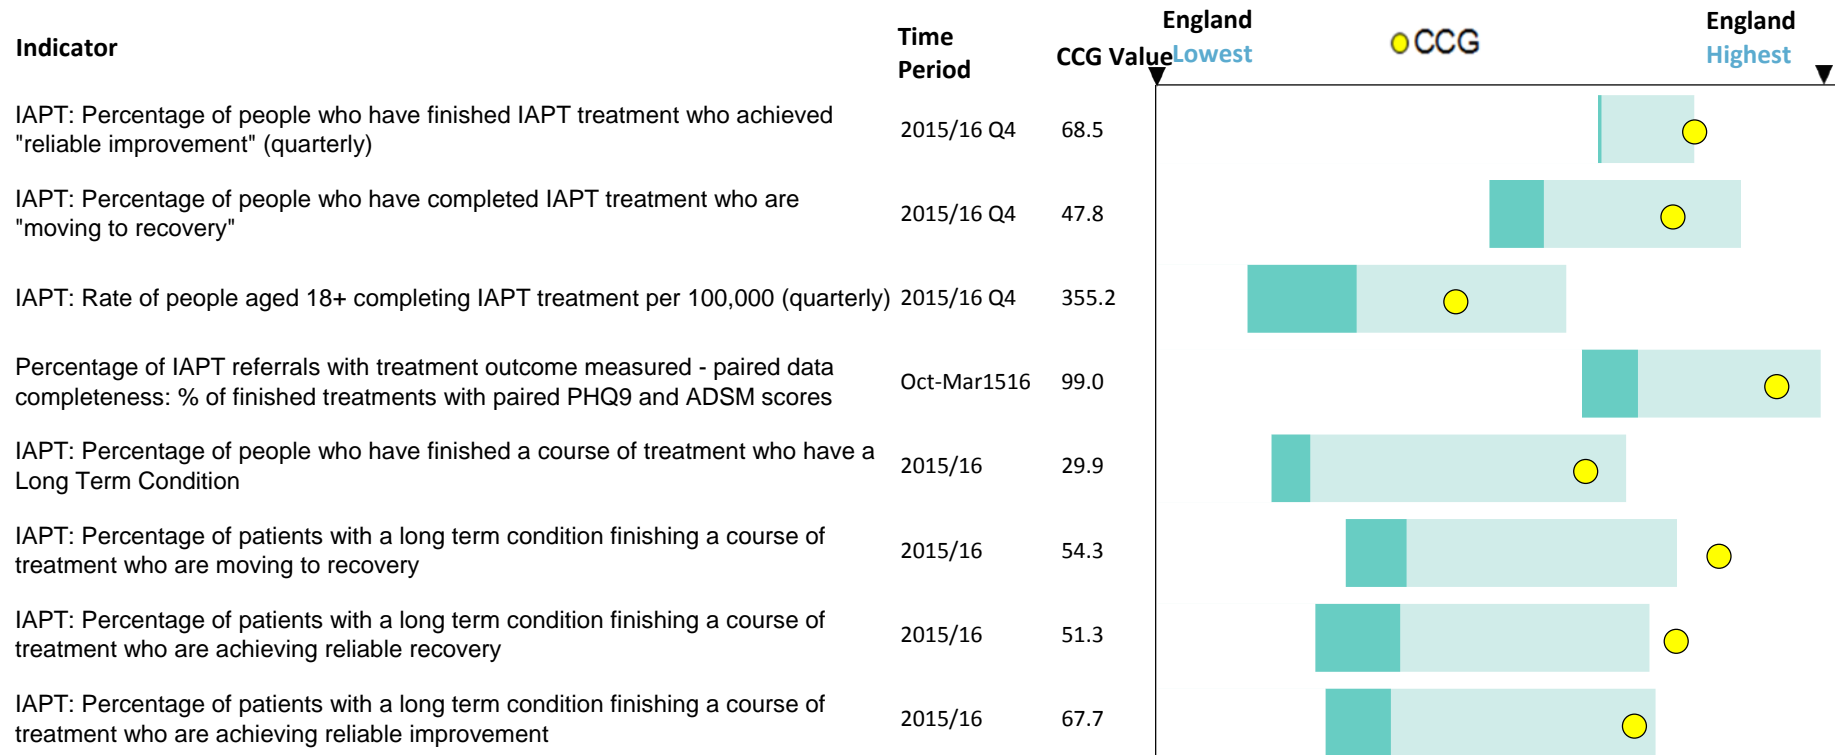 Indicator
Time
Period
CCG Value
England
Lowest
CCG
England
Highest
IAPT: Percentage of people who have finished IAPT treatment who achieved
"reliable improvement" (quarterly)
2015/16 Q4
68.5
IAPT: Percentage of people who have completed IAPT treatment who are
"moving to recovery"
2015/16 Q4
47.8
IAPT: Rate of people aged 18+ completing IAPT treatment per 100,000 (quarterly)
2015/16 Q4
355.2
Percentage of IAPT referrals with treatment outcome measured - paired data
completeness: % of finished treatments with paired PHQ9 and ADSM scores
Oct-Mar1516
99.0
IAPT: Percentage of people who have finished a course of treatment who have a
Long Term Condition
2015/16
29.9
IAPT: Percentage of patients with a long term condition finishing a course of
treatment who are moving to recovery
2015/16
54.3
IAPT: Percentage of patients with a long term condition finishing a course of
treatment who are achieving reliable recovery
2015/16
51.3
IAPT: Percentage of patients with a long term condition finishing a course of
treatment who are achieving reliable improvement
2015/16
67.7